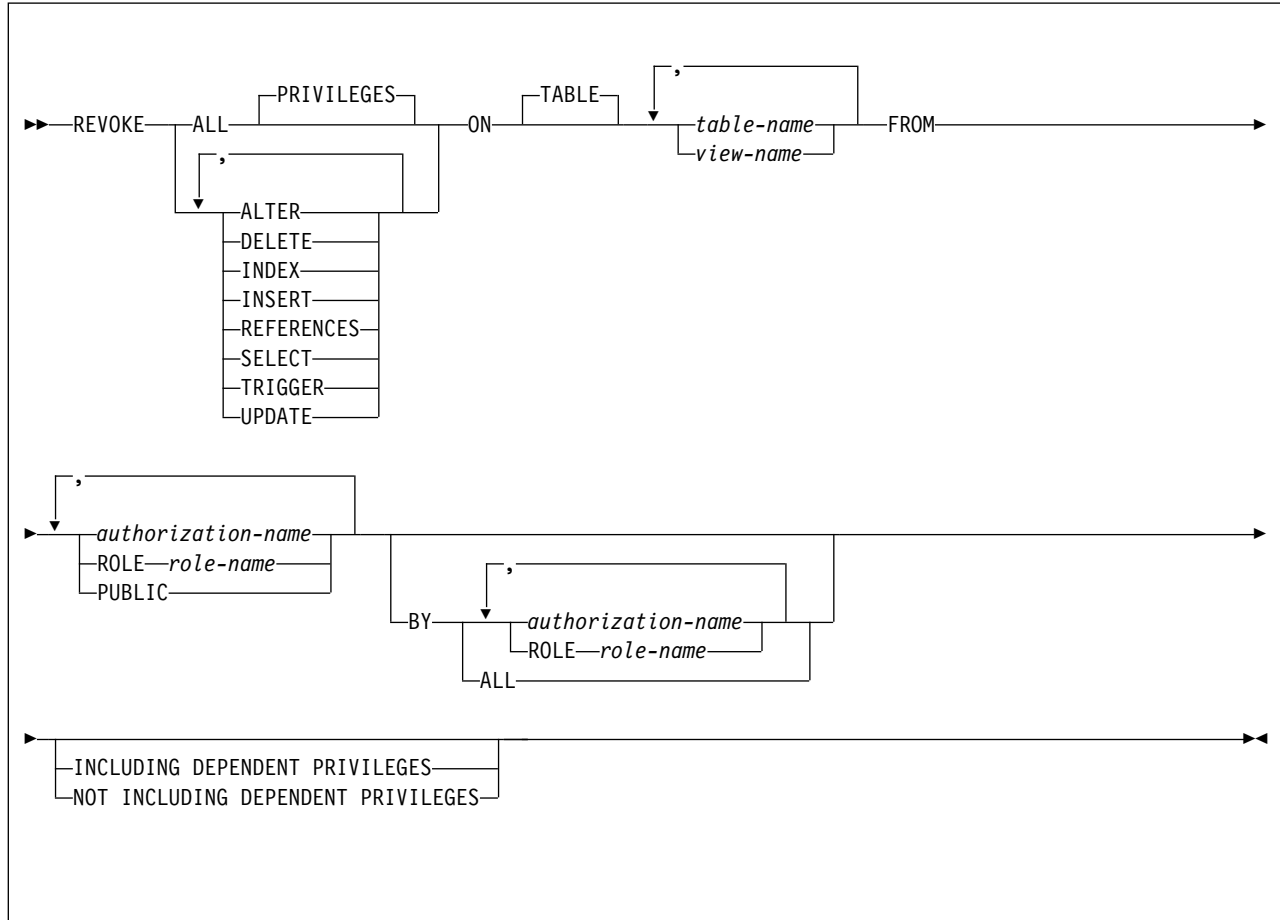 ,
PRIVILEGES TABLE
REVOKE ALL ON table-name FROM
view-name
,
ALTER
DELETE
INDEX
INSERT
REFERENCES
SELECT
TRIGGER
UPDATE
,
authorization-name
ROLE role-name
PUBLIC
,
BY authorization-name
ROLE role-name
ALL
INCLUDING DEPENDENT PRIVILEGES
NOT INCLUDING DEPENDENT PRIVILEGES